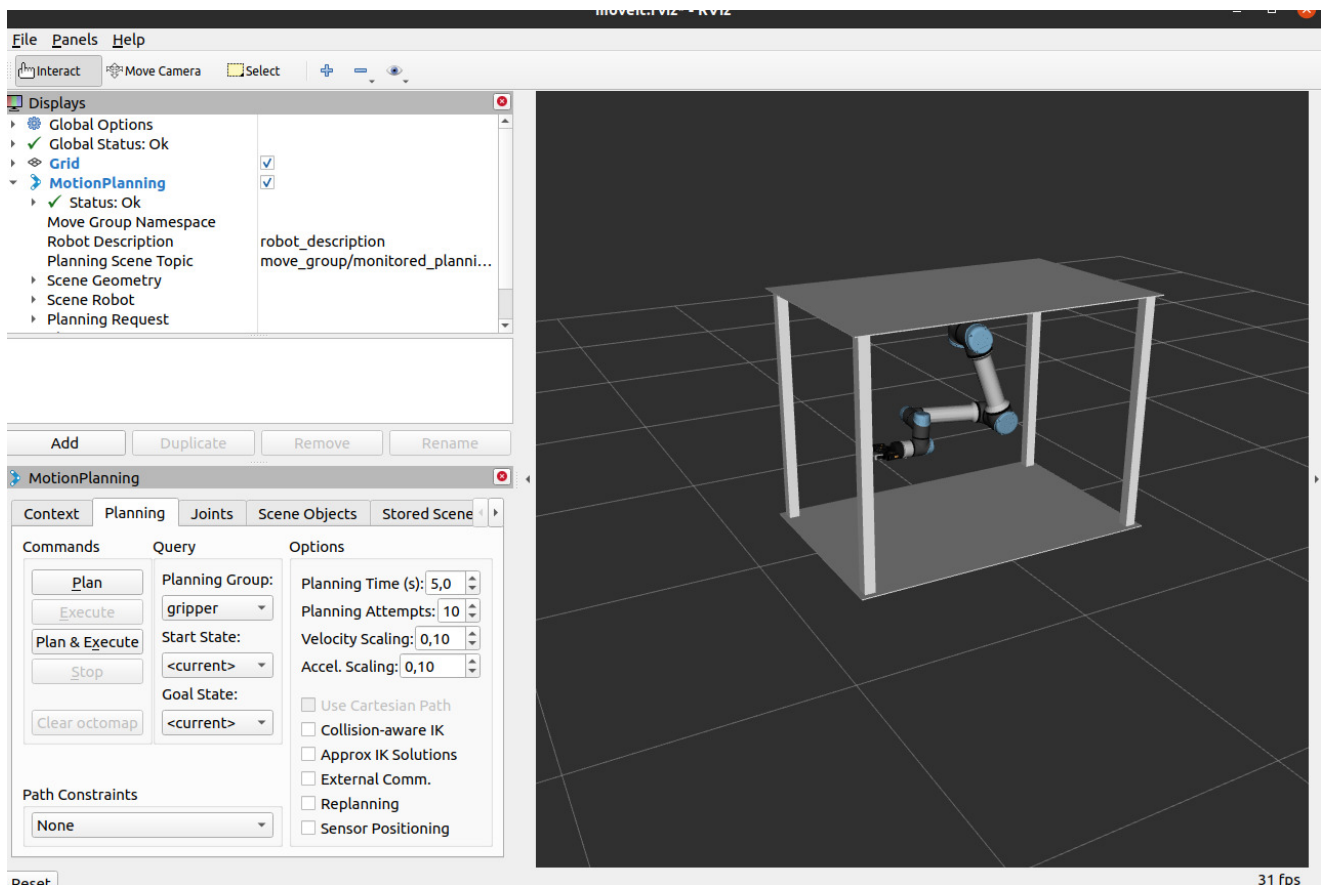 moveit.rviz* - RViz
File Panels Help
Interact Move Camera Select
Displays
Global Options
Global Status: Ok
Grid
MotionPlanning
Status: Ok
Move Group Namespace
Robot Description robot_description
Planning Scene Topic move_group/monitored_planni...
Scene Geometry
Scene Robot
Planning Request
Add Duplicate Remove Rename
MotionPlanning
Context Planning Joints Scene Objects Stored Scene
Commands Query Options
Plan Planning Group: Planning Time (s): 5,0
Execute gripper Planning Attempts: 10
Plan & Execute Start State: Velocity Scaling: 0,10
Stop <current> Accel. Scaling: 0,10
Goal State: Use Cartesian Path
Clear octomap <current> Collision-aware IK
Approx IK Solutions
External Comm.
Path Constraints Replanning
None Sensor Positioning
Reset 31 fps